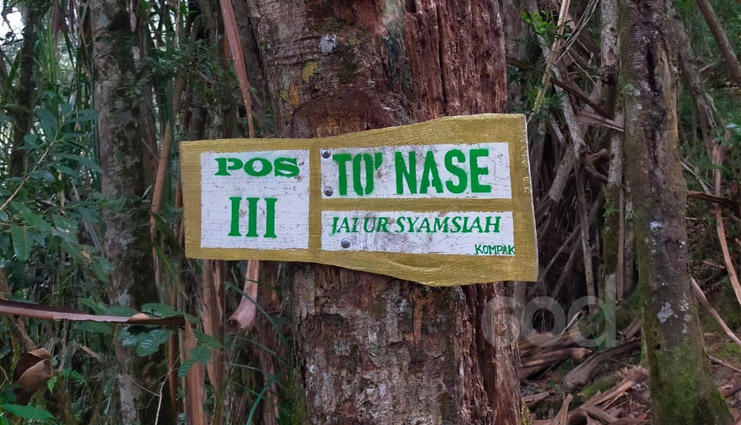 POS
III
TO' NASE
JALUR SYAMSIAH
KOMPAK